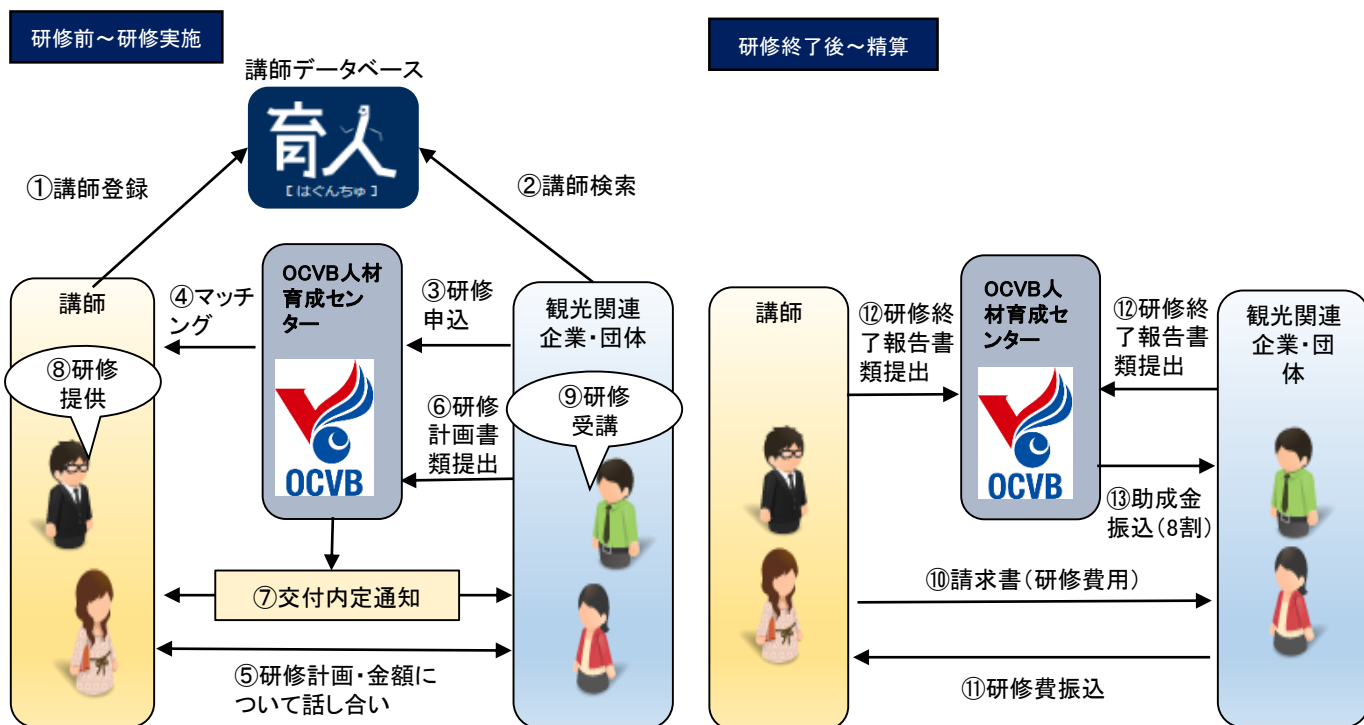 研修前～研修実施
講師データベース
育人
[はぐんちゅ]
①講師登録
②講師検索
講師
④マッチ
ング
OCVB人材
育成セン
ター
OCVB
③研修
申込
観光関連
企業・団体
⑧研修
提供
⑥研修
計画書
類提出
⑨研修
受講
⑦交付内定通知
⑤研修計画・金額に
ついて話し合い
研修終了後～精算
講師
⑫研修終
了報告書
類提出
OCVB人
材育成セ
ンター
OCVB
⑫研修終
了報告書
類提出
観光関連
企業・団
体
⑬助成金
振込（8割）
⑩請求書（研修費用）
⑪研修費振込